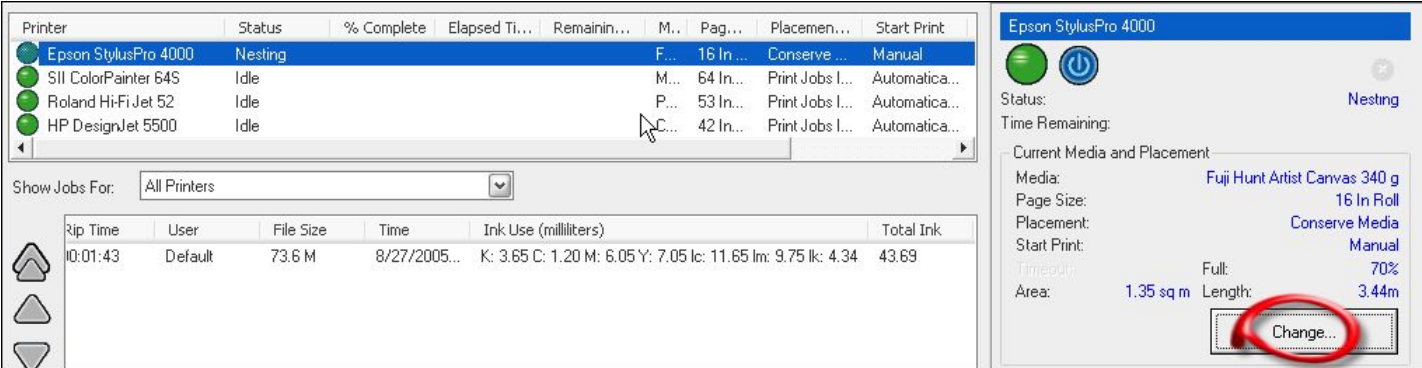 Printer Status % Complete Elapsed Ti... Remainin... M.. Pag... Placemen... Start Print
Epson StylusPro 4000 Nesting F... 16 In ... Conserve ... Manual
SII ColorPainter 64S Idle M... 64 In... Print Jobs I... Automatica...
Roland Hi-Fi Jet 52 Idle P... 53 In... Print Jobs I... Automatica...
HP DesignJet 5500 Idle C... 42 In... Print Jobs I... Automatica...
Show Jobs For: All Printers
Rip Time User File Size Time Ink Use (milliliters) Total Ink
0:01:43 Default 73.6 M 8/27/2005... K: 3.65 C: 1.20 M: 6.05 Y: 7.05 lc: 11.65 lm: 9.75 lk: 4.34 43.69
Epson StylusPro 4000
Status: Nesting
Time Remaining:
Current Media and Placement
Media: Fuji Hunt Artist Canvas 340 g
Page Size: 16 In Roll
Placement: Conserve Media
Start Print: Manual
Timeout: Full: 70%
Area: 1.35 sq m Length: 3.44m
Change...